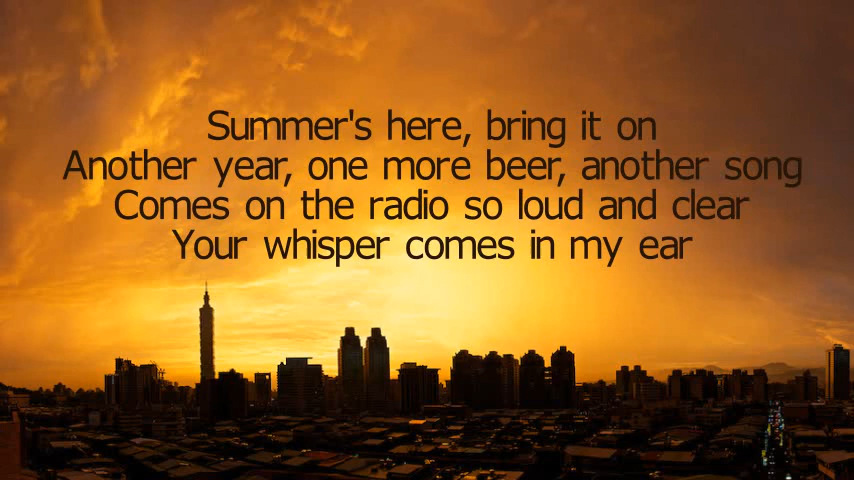 Summer's here, bring it on
Another year, one more beer, another song
Comes on the radio so loud and clear
Your whisper comes in my ear